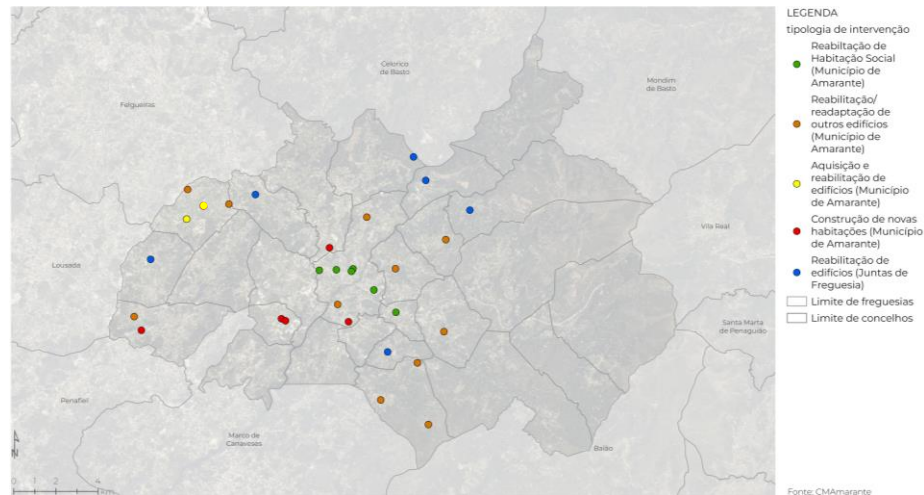 LEGENDA
tipologia de intervenção
Reabiltação de
Habitação Social
(Município de
Amarante)
Reabilitação/
readaptação de
outros edifícios
(Município de
Amarante)
Aquisição e
reabilitação de
edifícios (Município
de Amarante)
Construção de novas
habitações (Município
de Amarante)
Reabilitação de
edifícios (Juntas de
Freguesia)
Limite de freguesias
Limite de concelhos
Celorico
de Basto
Mondim
de Basto
Felgueiras
Vila Real
Lousada
Santa Marta
de Penaguião
Penafiel
Marco de
Canaveses
Baião
N
0 2 4
km
Fonte: CMAmarante